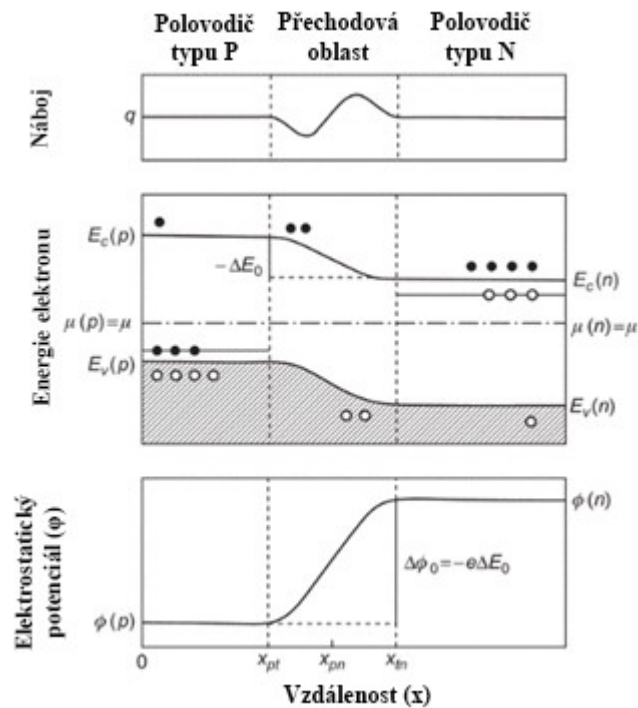 Polovodič
typu P
Přechodová
oblast
Polovodič
typu N
Náboj
q
Energie elektronu
E_c(p)
−ΔE_0
E_c(n)
μ(p)=μ
μ(n)=μ
E_v(p)
E_v(n)
Elektrostatický
potenciál (φ)
ϕ(n)
Δϕ_0=−eΔE_0
ϕ(p)
0
x_pt
x_pn
x_tn
Vzdálenost (x)